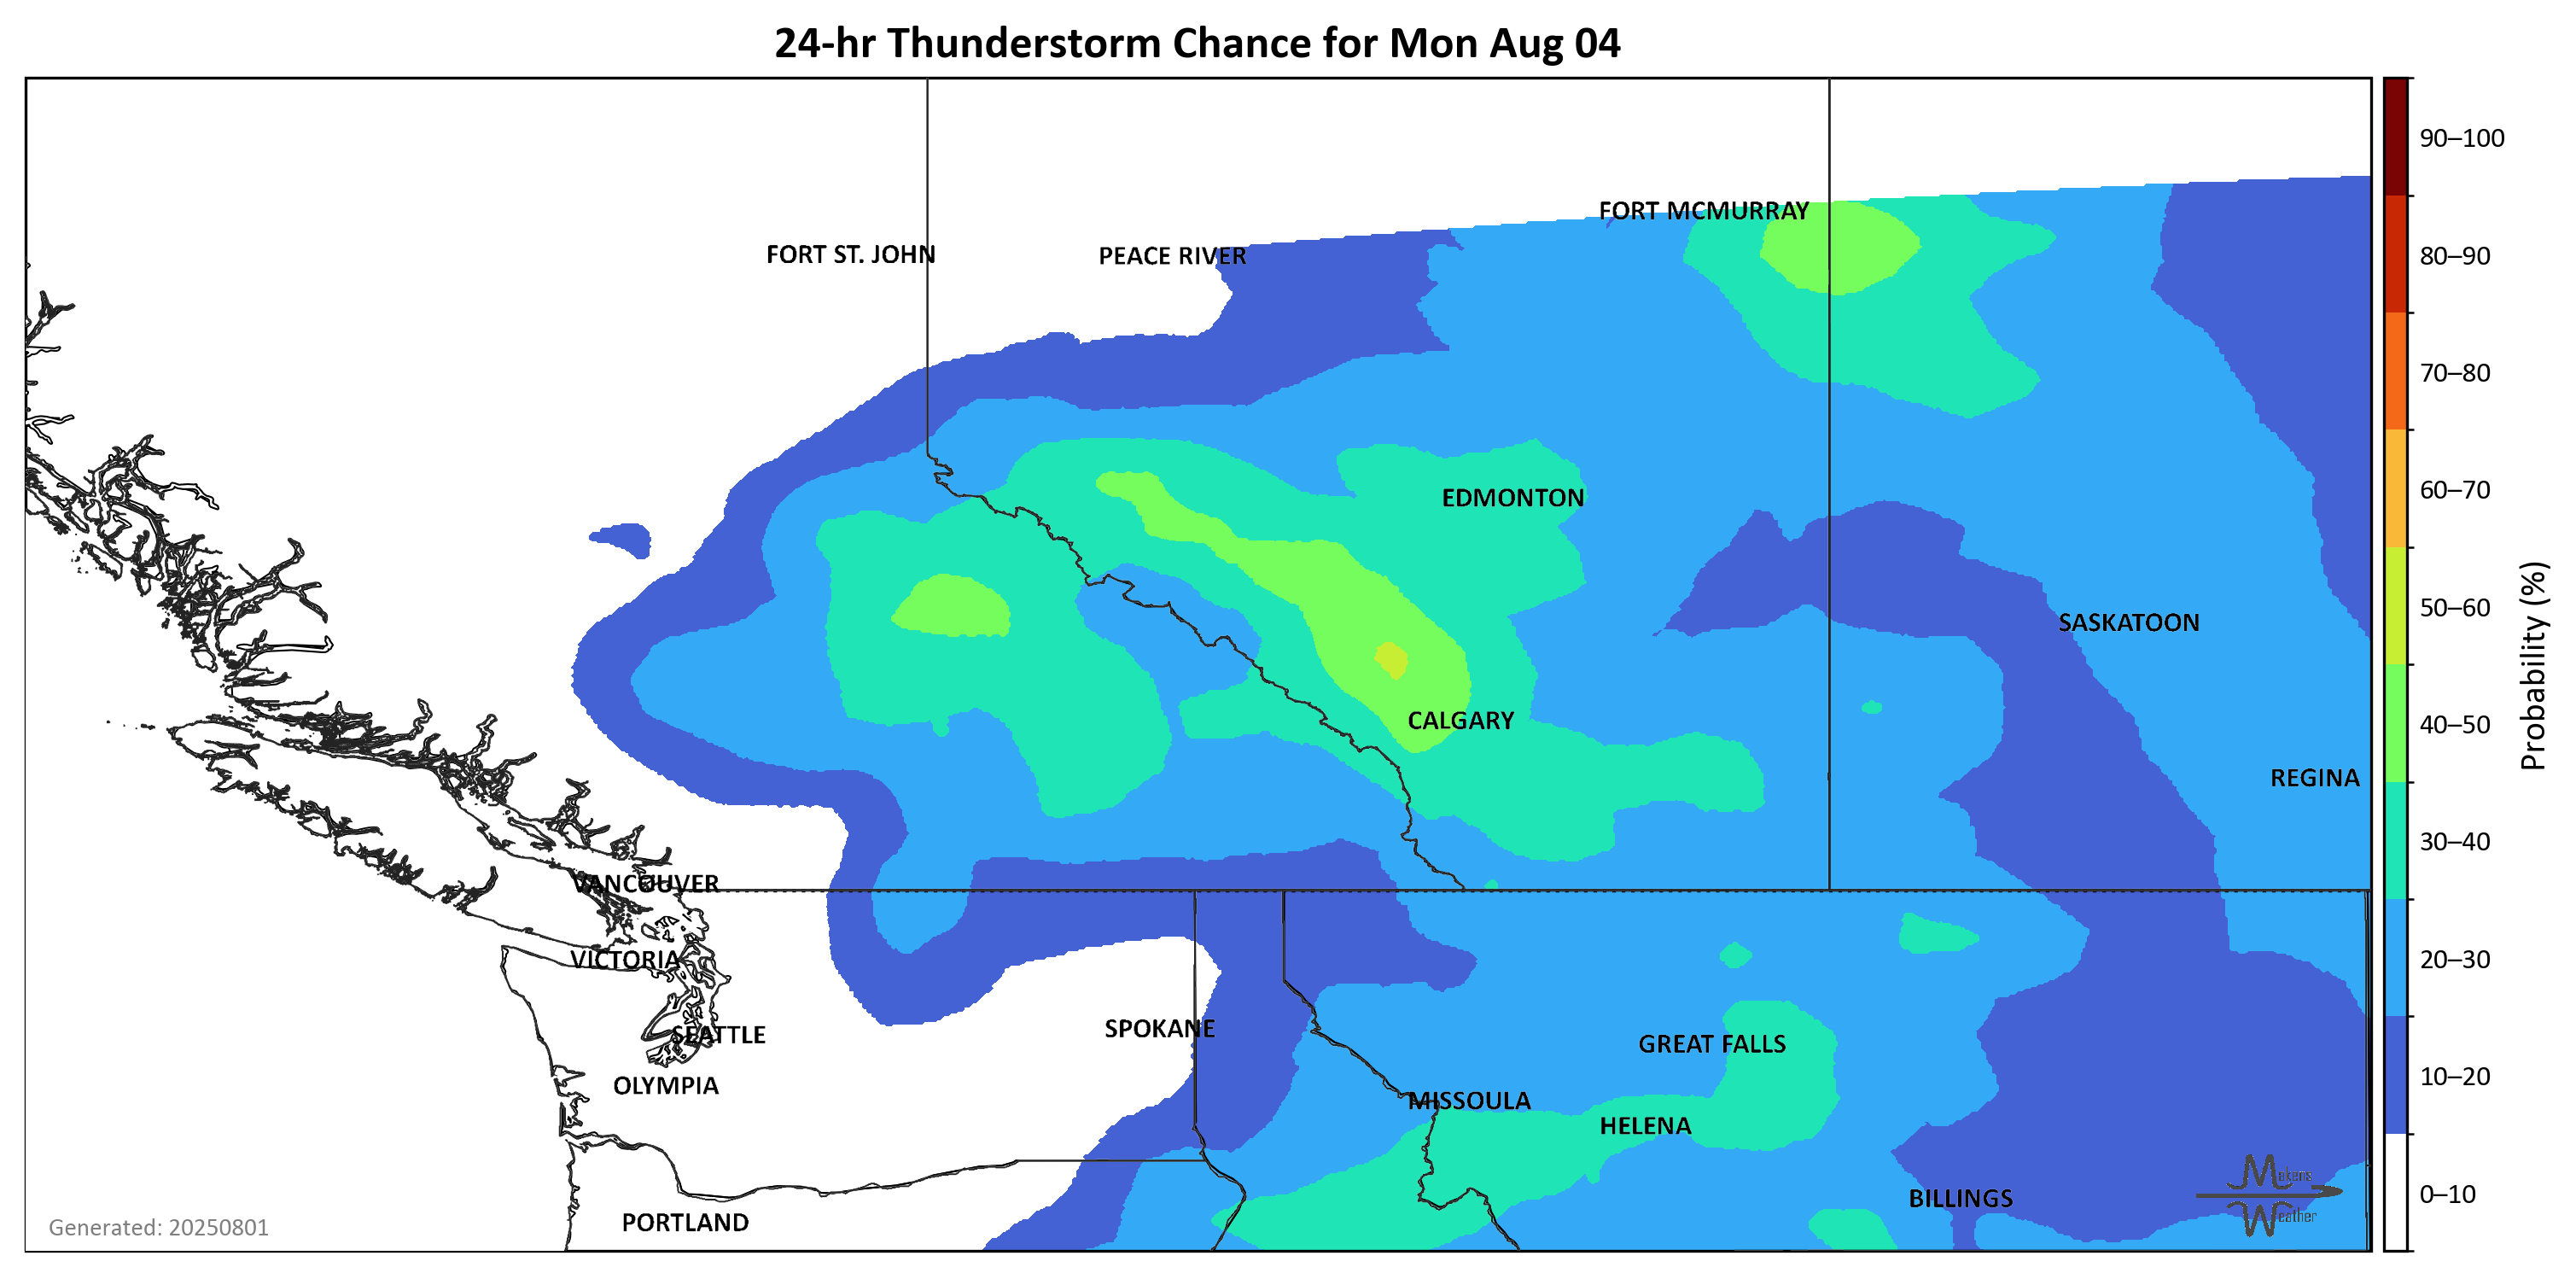 24-hr Thunderstorm Chance for Mon Aug 04
90–100
FORT MCMURRAY
FORT ST. JOHN
PEACE RIVER
80–90
70–80
60–70
EDMONTON
50–60
SASKATOON
Probability (%)
40–50
CALGARY
REGINA
30–40
VANCOUVER
20–30
VICTORIA
SPOKANE
SEATTLE
GREAT FALLS
10–20
OLYMPIA
MISSOULA
HELENA
Mekens
Weather
0–10
BILLINGS
PORTLAND
Generated: 20250801